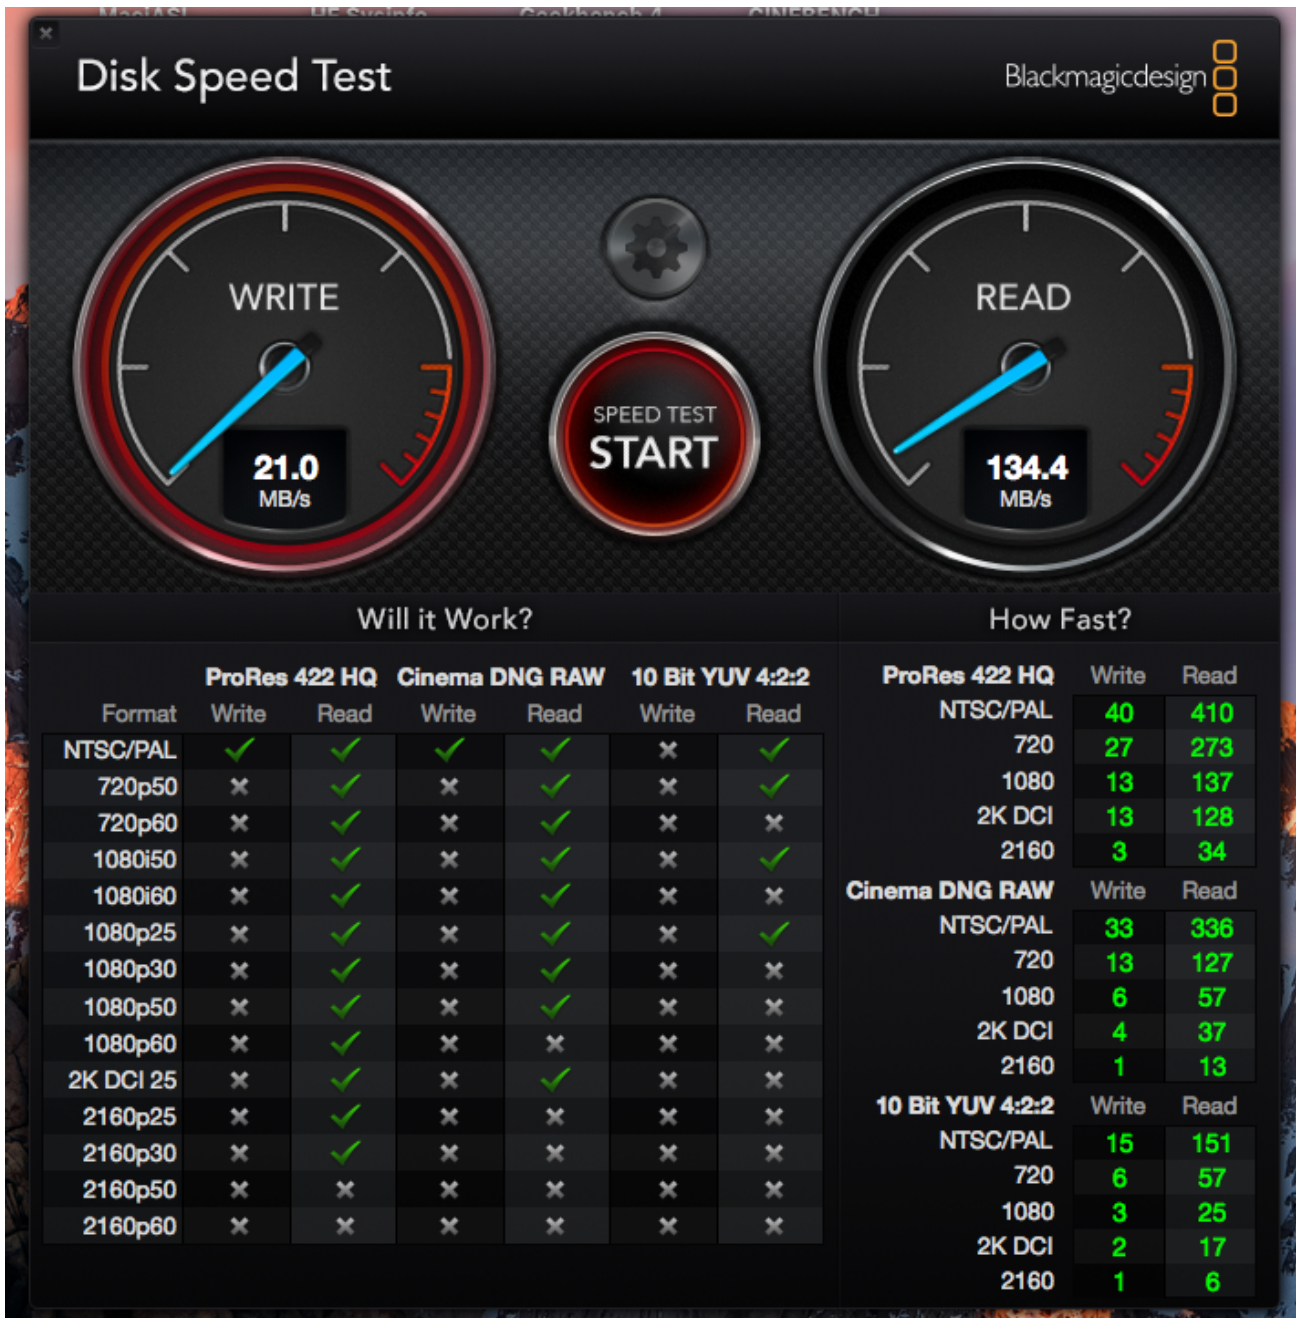 MaciASL HE Sysinfo Geekbench 4 CINEBENCH
Disk Speed Test
Blackmagicdesign
WRITE
21.0
MB/s
SPEED TEST
START
READ
134.4
MB/s
Will it Work?
ProRes 422 HQ Cinema DNG RAW 10 Bit YUV 4:2:2
Format Write Read Write Read Write Read
NTSC/PAL
720p50
720p60
1080i50
1080i60
1080p25
1080p30
1080p50
1080p60
2K DCI 25
2160p25
2160p30
2160p50
2160p60
How Fast?
ProRes 422 HQ Write Read
NTSC/PAL 40 410
720 27 273
1080 13 137
2K DCI 13 128
2160 3 34
Cinema DNG RAW Write Read
NTSC/PAL 33 336
720 13 127
1080 6 57
2K DCI 4 37
2160 1 13
10 Bit YUV 4:2:2 Write Read
NTSC/PAL 15 151
720 6 57
1080 3 25
2K DCI 2 17
2160 1 6